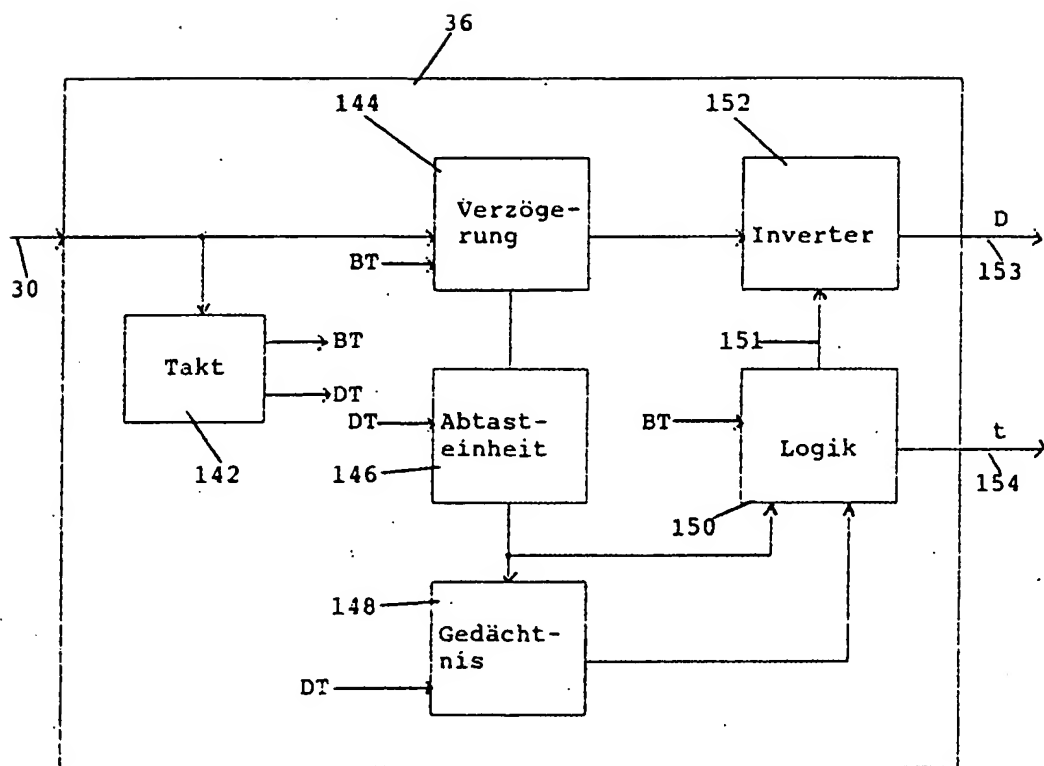 36
144
152
Verzöge-
rung
Inverter
D
153
30
BT
Takt
BT
DT
142
151
DT
Abtast-
einheit
146
BT
Logik
t
154
150
148
Gedächt-
nis
DT